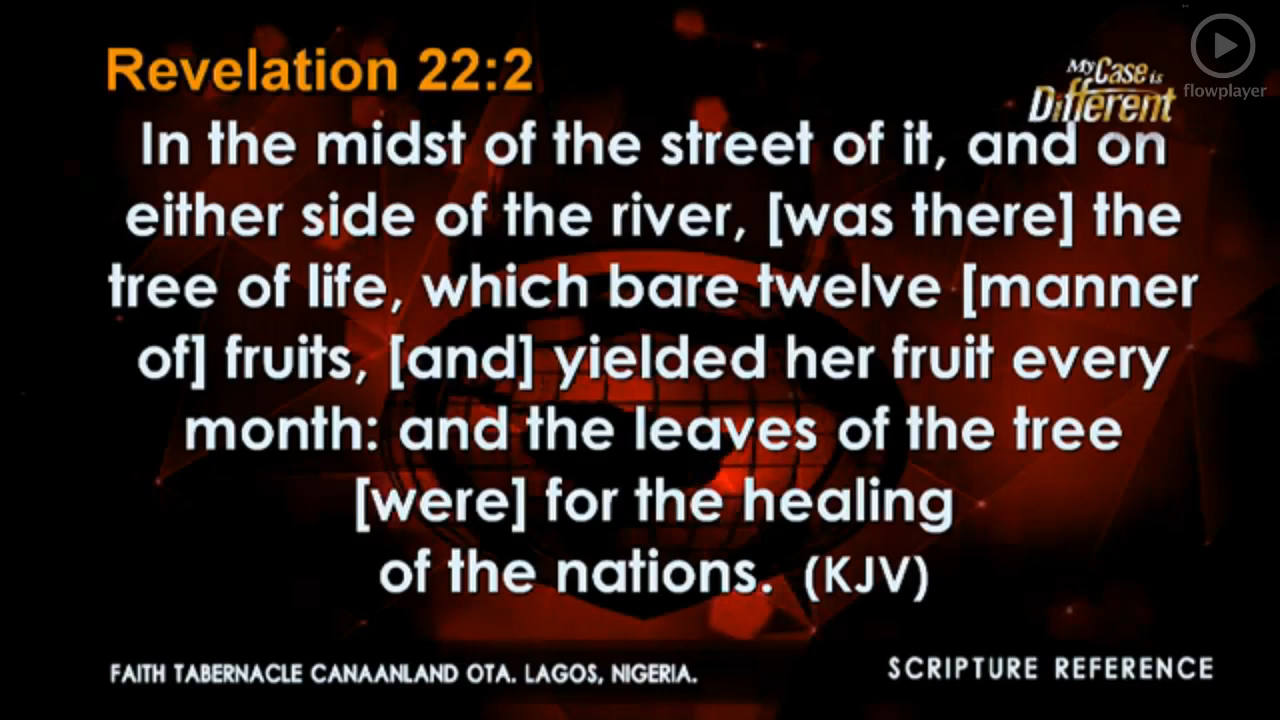 Revelation 22:2
My Case is
Different
flowplayer
In the midst of the street of it, and on
either side of the river, [was there] the
tree of life, which bare twelve [manner
of] fruits, [and] yielded her fruit every
month: and the leaves of the tree
[were] for the healing
of the nations. (KJV)
FAITH TABERNACLE CANAANLAND OTA. LAGOS, NIGERIA.
SCRIPTURE REFERENCE